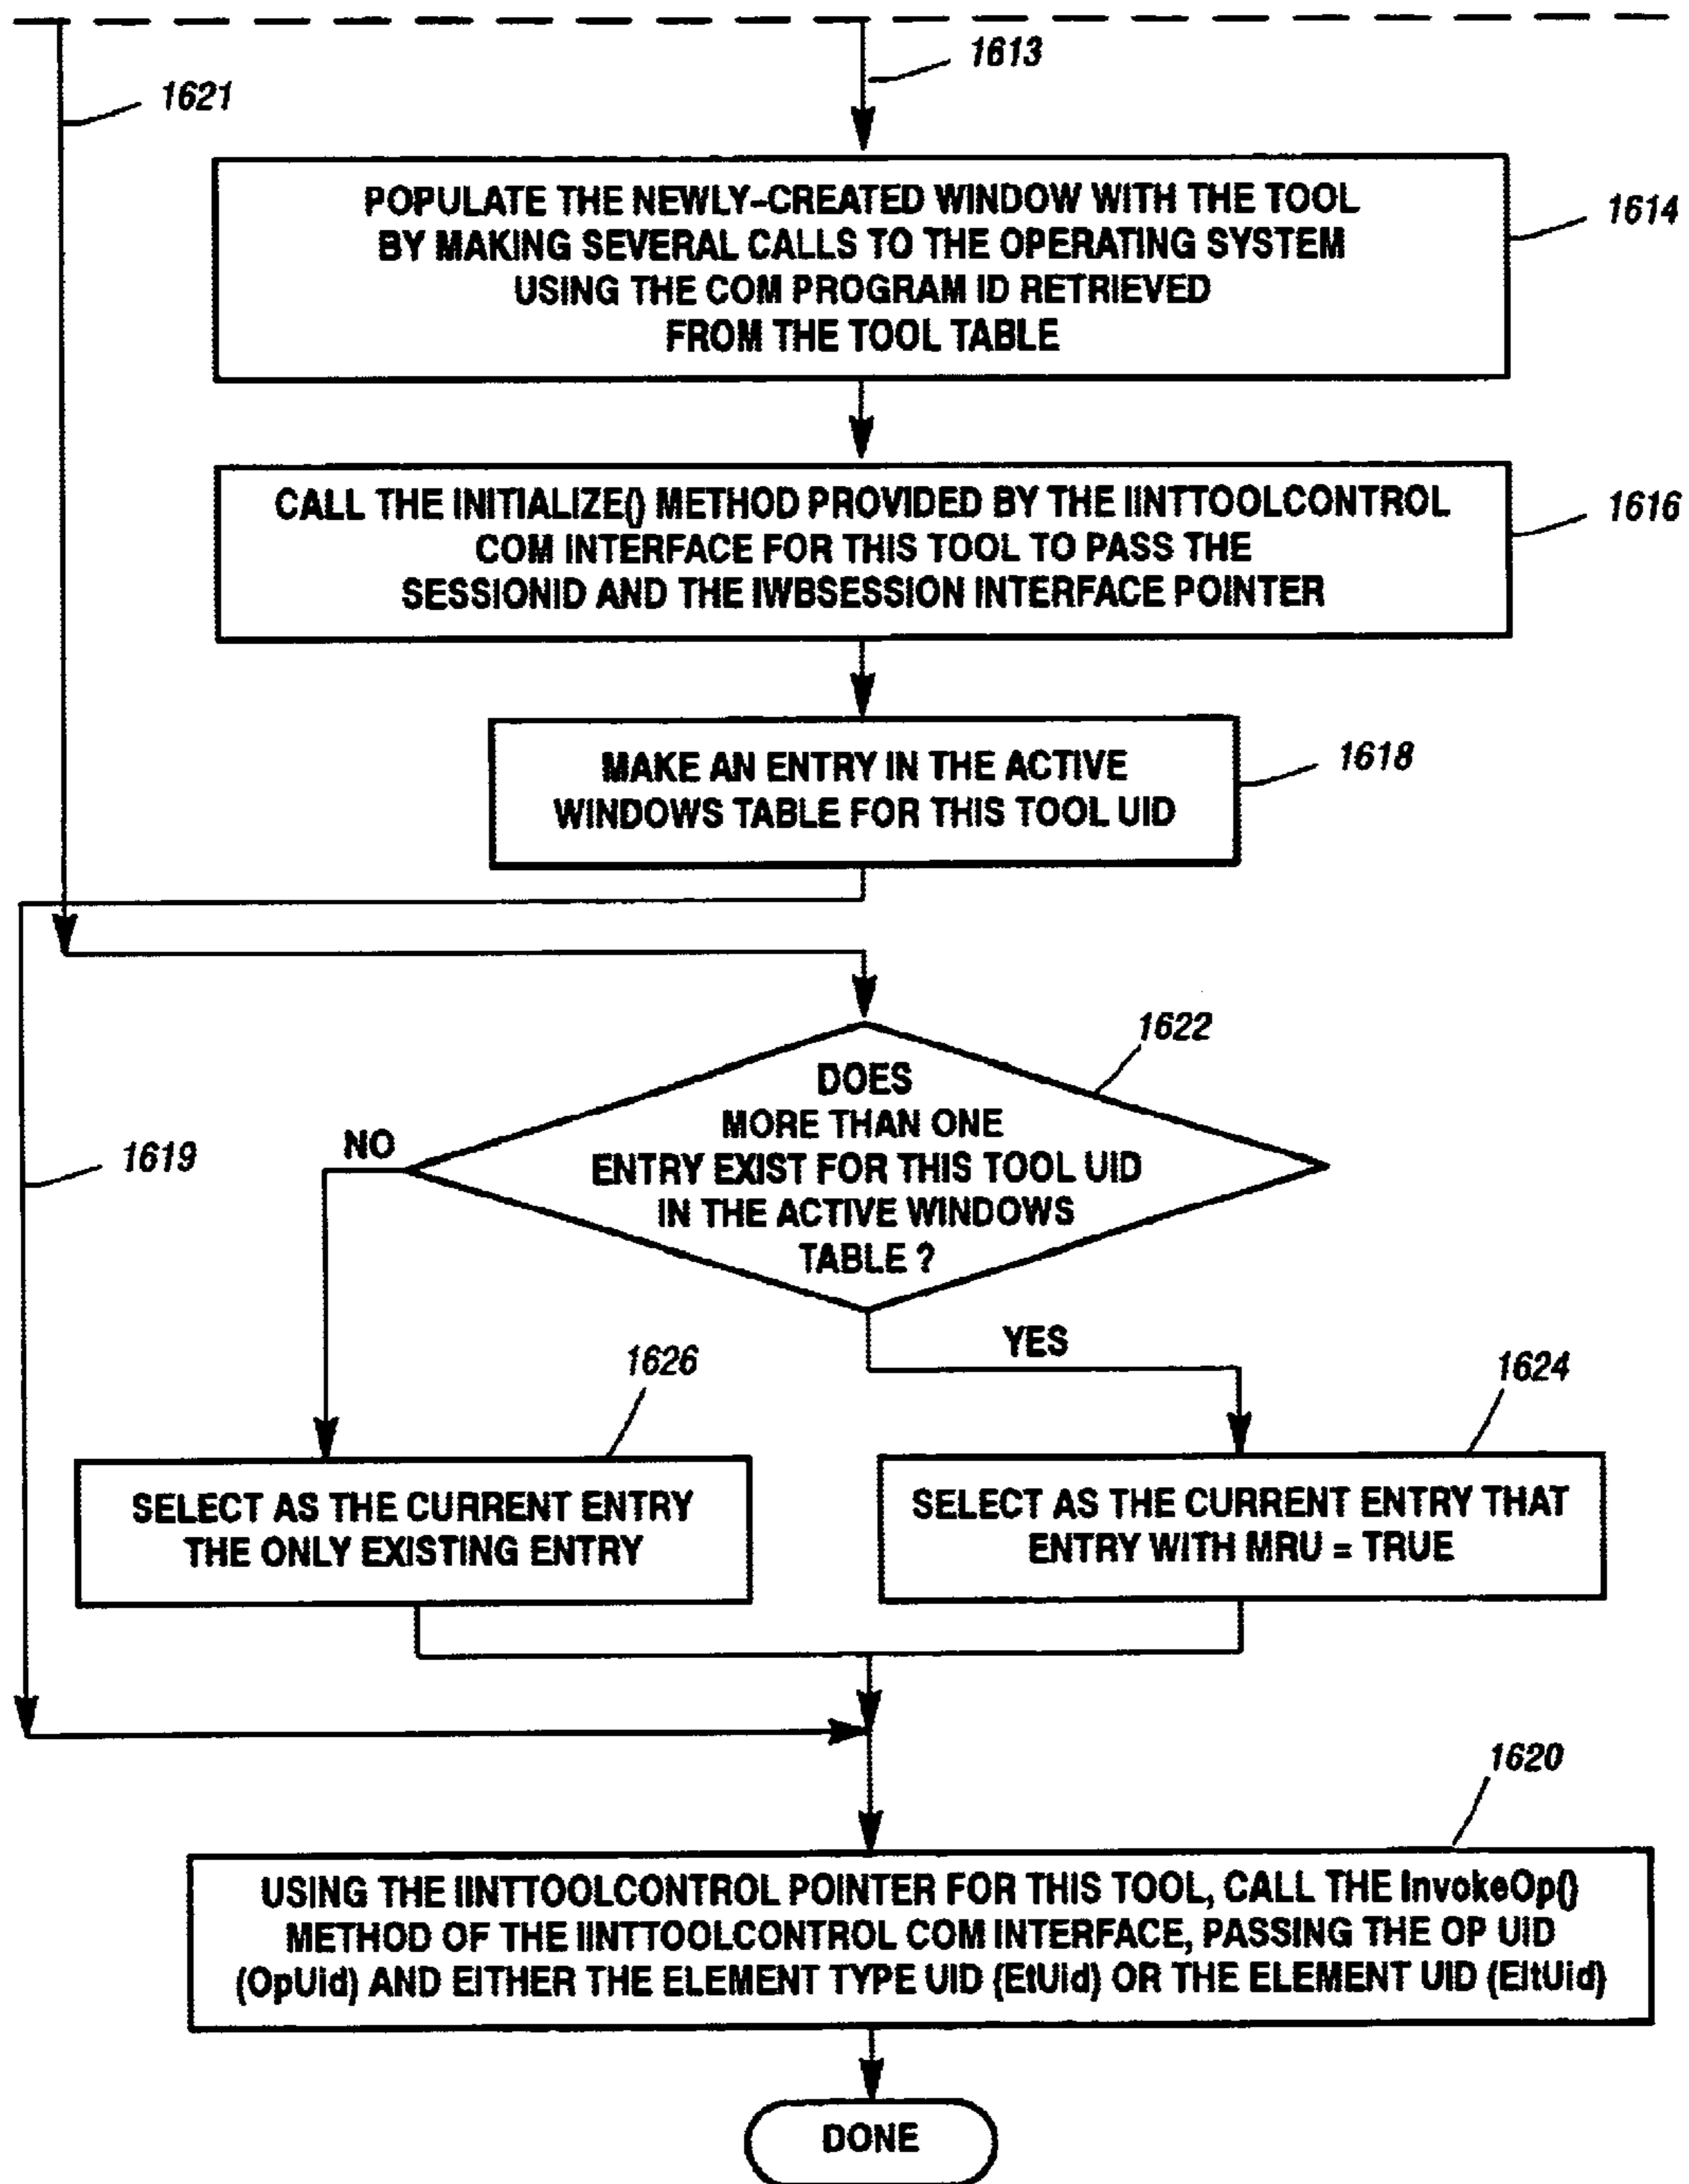 1613
1621
POPULATE THE NEWLY-CREATED WINDOW WITH THE TOOL
BY MAKING SEVERAL CALLS TO THE OPERATING SYSTEM
USING THE COM PROGRAM ID RETRIEVED
FROM THE TOOL TABLE
1614
CALL THE INITIALIZE() METHOD PROVIDED BY THE IINTTOOLCONTROL
COM INTERFACE FOR THIS TOOL TO PASS THE
SESSIONID AND THE IWBSESSION INTERFACE POINTER
1616
MAKE AN ENTRY IN THE ACTIVE
WINDOWS TABLE FOR THIS TOOL UID
1618
1622
DOES
MORE THAN ONE
ENTRY EXIST FOR THIS TOOL UID
IN THE ACTIVE WINDOWS
TABLE ?
NO
1619
YES
1626
1624
SELECT AS THE CURRENT ENTRY
THE ONLY EXISTING ENTRY
SELECT AS THE CURRENT ENTRY THAT
ENTRY WITH MRU = TRUE
1620
USING THE IINTTOOLCONTROL POINTER FOR THIS TOOL, CALL THE InvokeOp()
METHOD OF THE IINTTOOLCONTROL COM INTERFACE, PASSING THE OP UID
(OpUid) AND EITHER THE ELEMENT TYPE UID (EtUid) OR THE ELEMENT UID (EltUid)
DONE